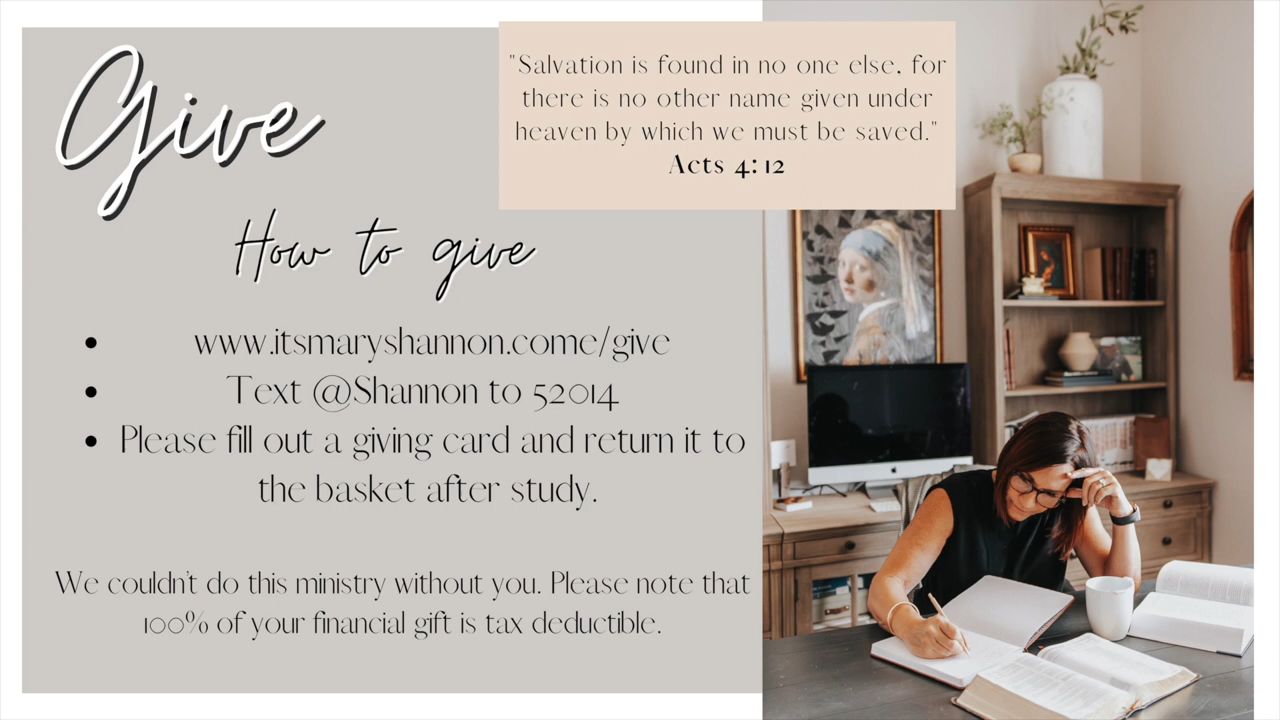 Give
"Salvation is found in no one else, for
there is no other name given under
heaven by which we must be saved."
Acts 4:12
How to give
• www.itsmaryshannon.come/give
• Text @Shannon to 52014
• Please fill out a giving card and return it to
the basket after study.
We couldn't do this ministry without you. Please note that
100% of your financial gift is tax deductible.